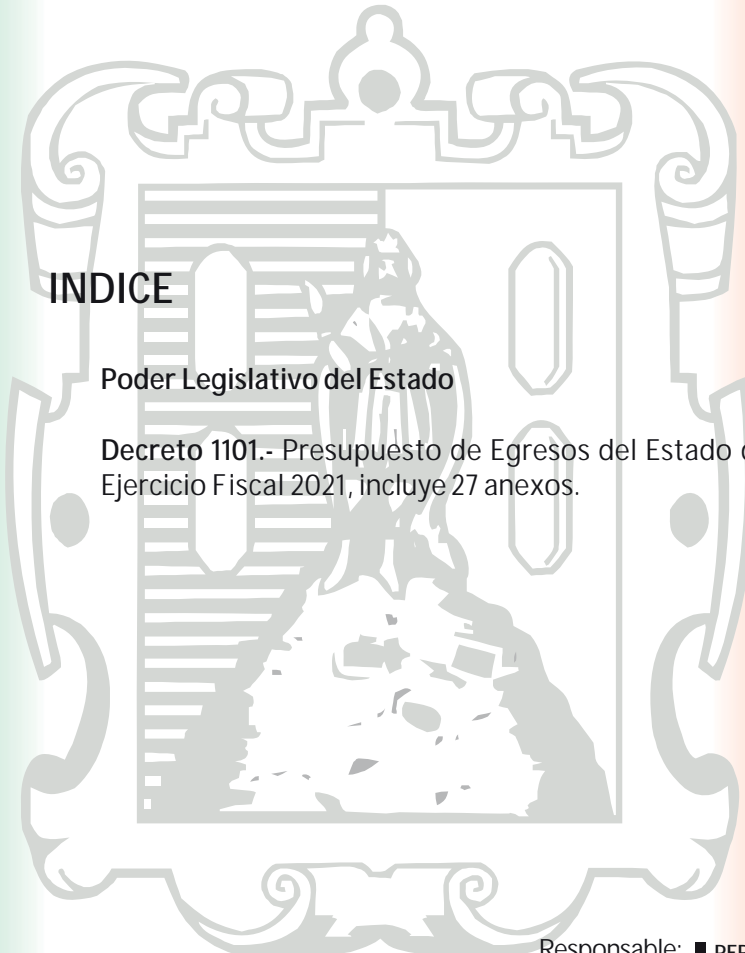 INDICE
Poder Legislativo del Estado
Decreto 1101.- Presupuesto de Egresos del Estado
Ejercicio Fiscal 2021, incluye 27 anexos.
Responsable: